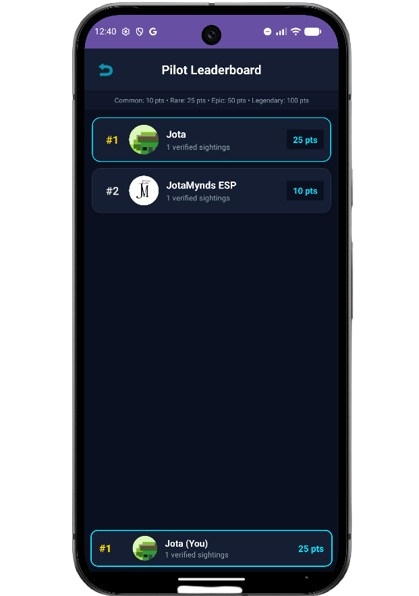 12:40
Pilot Leaderboard
Common: 10 pts • Rare: 25 pts • Epic: 50 pts • Legendary: 100 pts
#1 Jota 25 pts
1 verified sightings
#2 JM JotaMynds ESP 10 pts
1 verified sightings
#1 Jota (You) 25 pts
1 verified sightings